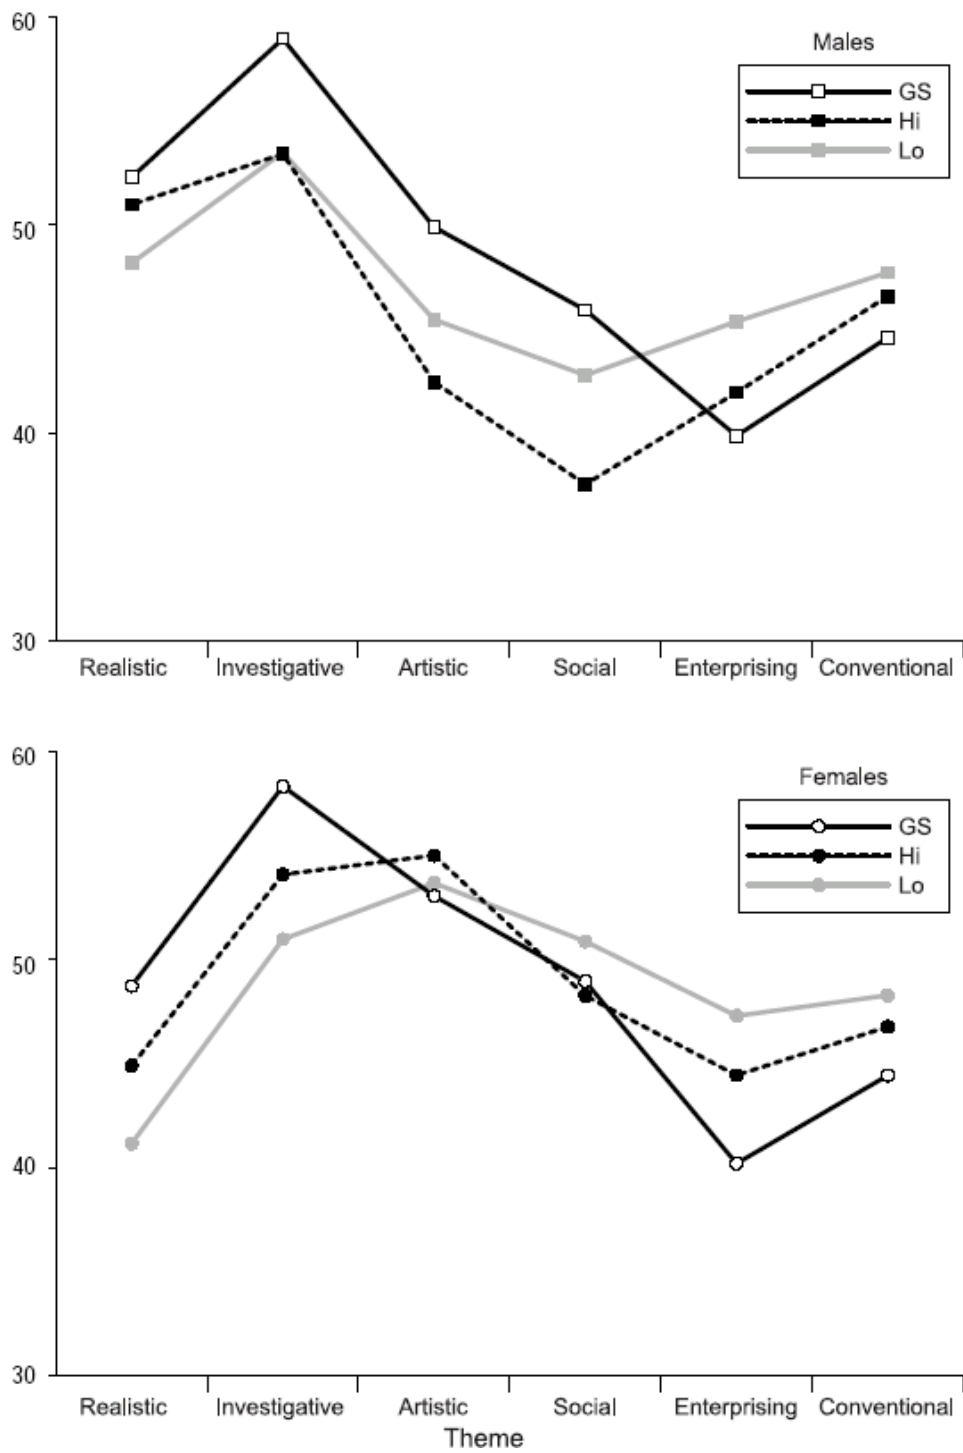 60
Males
GS
Hi
Lo
50
40
30
Realistic Investigative Artistic Social Enterprising Conventional
60
Females
GS
Hi
Lo
50
40
30
Realistic Investigative Artistic Social Enterprising Conventional
Theme